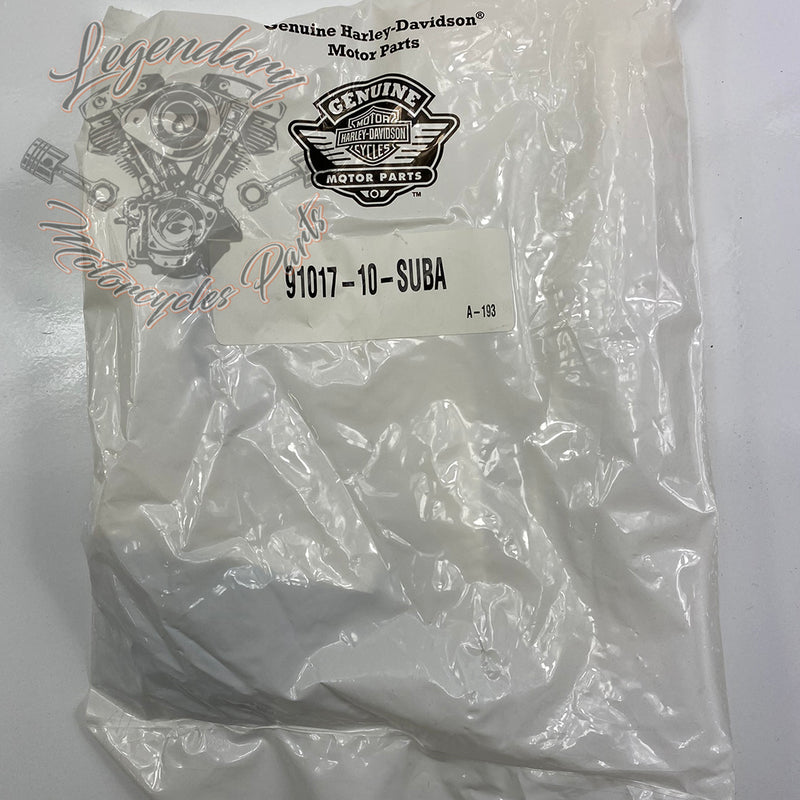 Genuine Harley-Davidson®
Motor Parts
GENUINE
MOTOR
HARLEY-DAVIDSON
CYCLES
MOTOR PARTS
™
Legendary
Motorcycles Parts
91017-10-SUBA
A-193